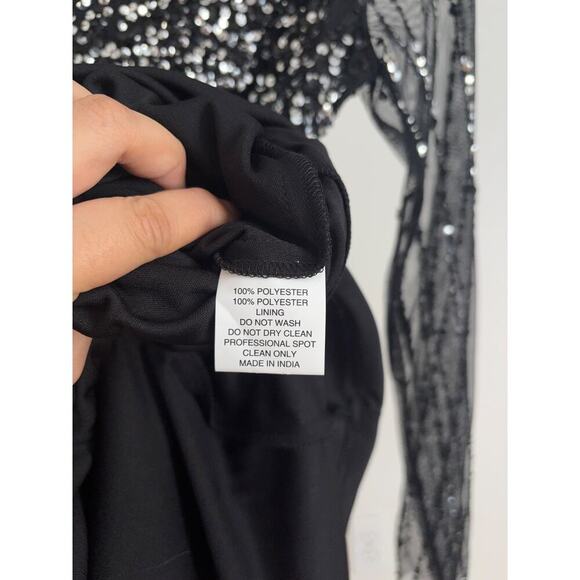 100% POLYESTER
100% POLYESTER
LINING
DO NOT WASH
DO NOT DRY CLEAN
PROFESSIONAL SPOT
CLEAN ONLY
MADE IN INDIA